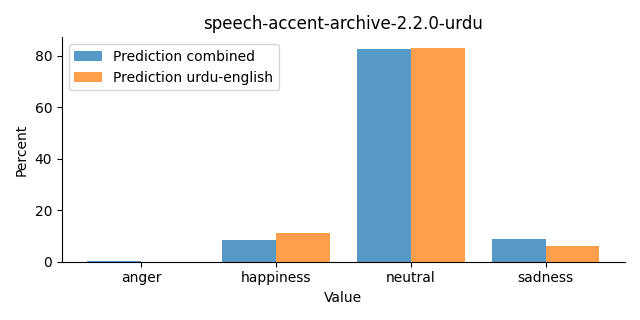 speech-accent-archive-2.2.0-urdu
Prediction combined
Prediction urdu-english
Percent
80
60
40
20
0
anger happiness neutral sadness
Value